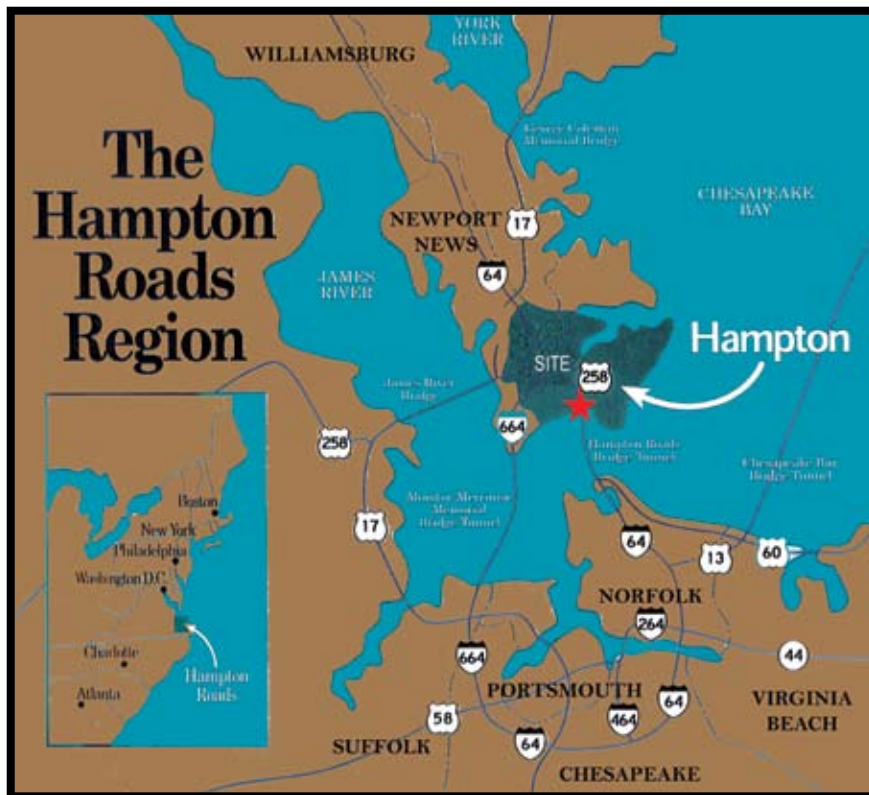 YORK
RIVER
WILLIAMSBURG
The
Hampton
Roads
Region
George Coleman
Memorial Bridge
CHESAPEAKE
BAY
NEWPORT
NEWS
17
64
JAMES
RIVER
SITE
258
Hampton
James River
Bridge
664
258
Hampton Roads
Bridge Tunnel
Chesapeake Bay
Bridge Tunnel
Monitor Merrimac
Memorial
Bridge Tunnel
17
64
13
60
NORFOLK
264
664
44
PORTSMOUTH
64
VIRGINIA
BEACH
58
464
SUFFOLK
64
CHESAPEAKE
Boston
New York
Philadelphia
Washington D.C.
Charlotte
Atlanta
Hampton
Roads